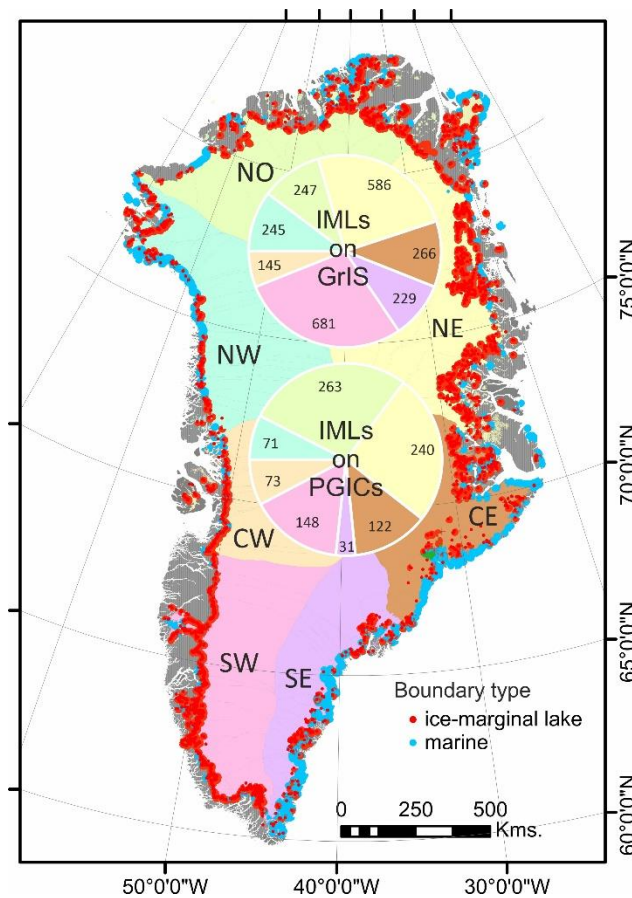 NO
247
586
245
IMLs
on
GrIS
145
266
229
681
NW
NE
75°0'0"N
263
71
IMLs
on
PGICs
240
73
148
31
122
CW
CE
70°0'0"N
SW
SE
65°0'0"N
Boundary type
ice-marginal lake
marine
0 250 500
Kms.
60°0'0"N
50°0'0"W 40°0'0"W 30°0'0"W